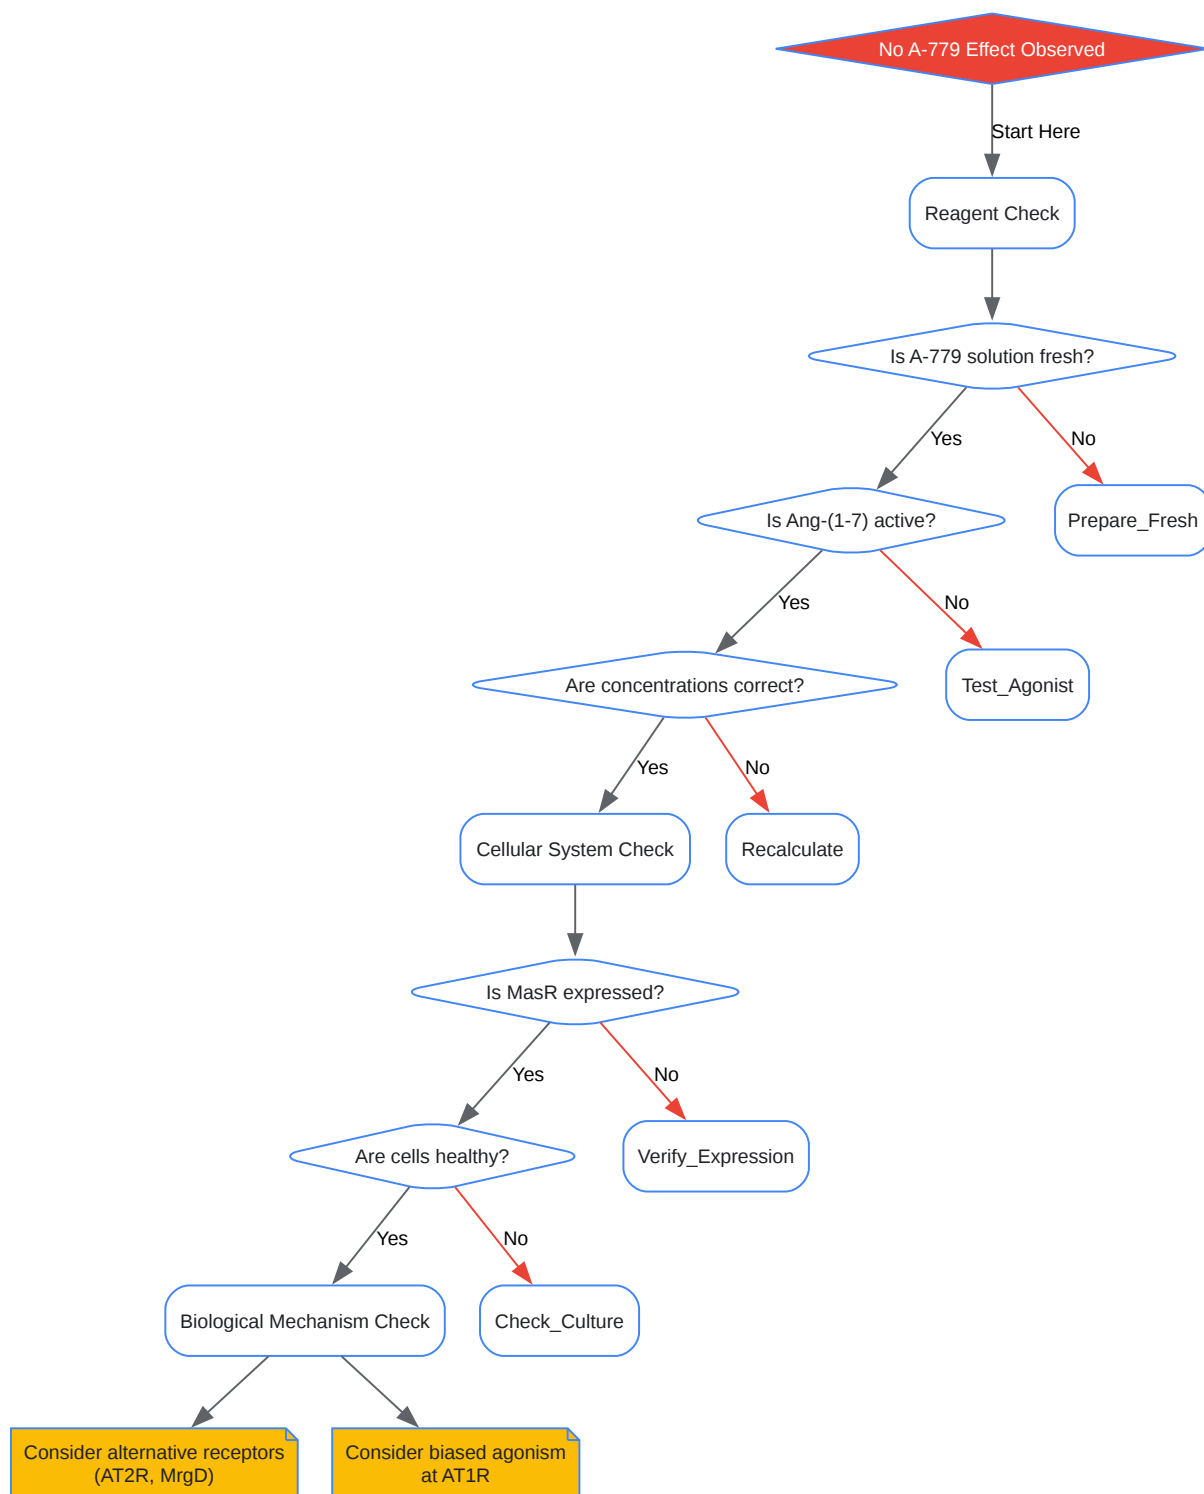 No A-779 Effect Observed
Start Here
Reagent Check
Is A-779 solution fresh?
Yes
No
Is Ang-(1-7) active?
Prepare_Fresh
Yes
No
Are concentrations correct?
Test_Agonist
Yes
No
Cellular System Check
Recalculate
Is MasR expressed?
Yes
No
Are cells healthy?
Verify_Expression
Yes
No
Biological Mechanism Check
Check_Culture
Consider alternative receptors
(AT2R, MrgD)
Consider biased agonism
at AT1R